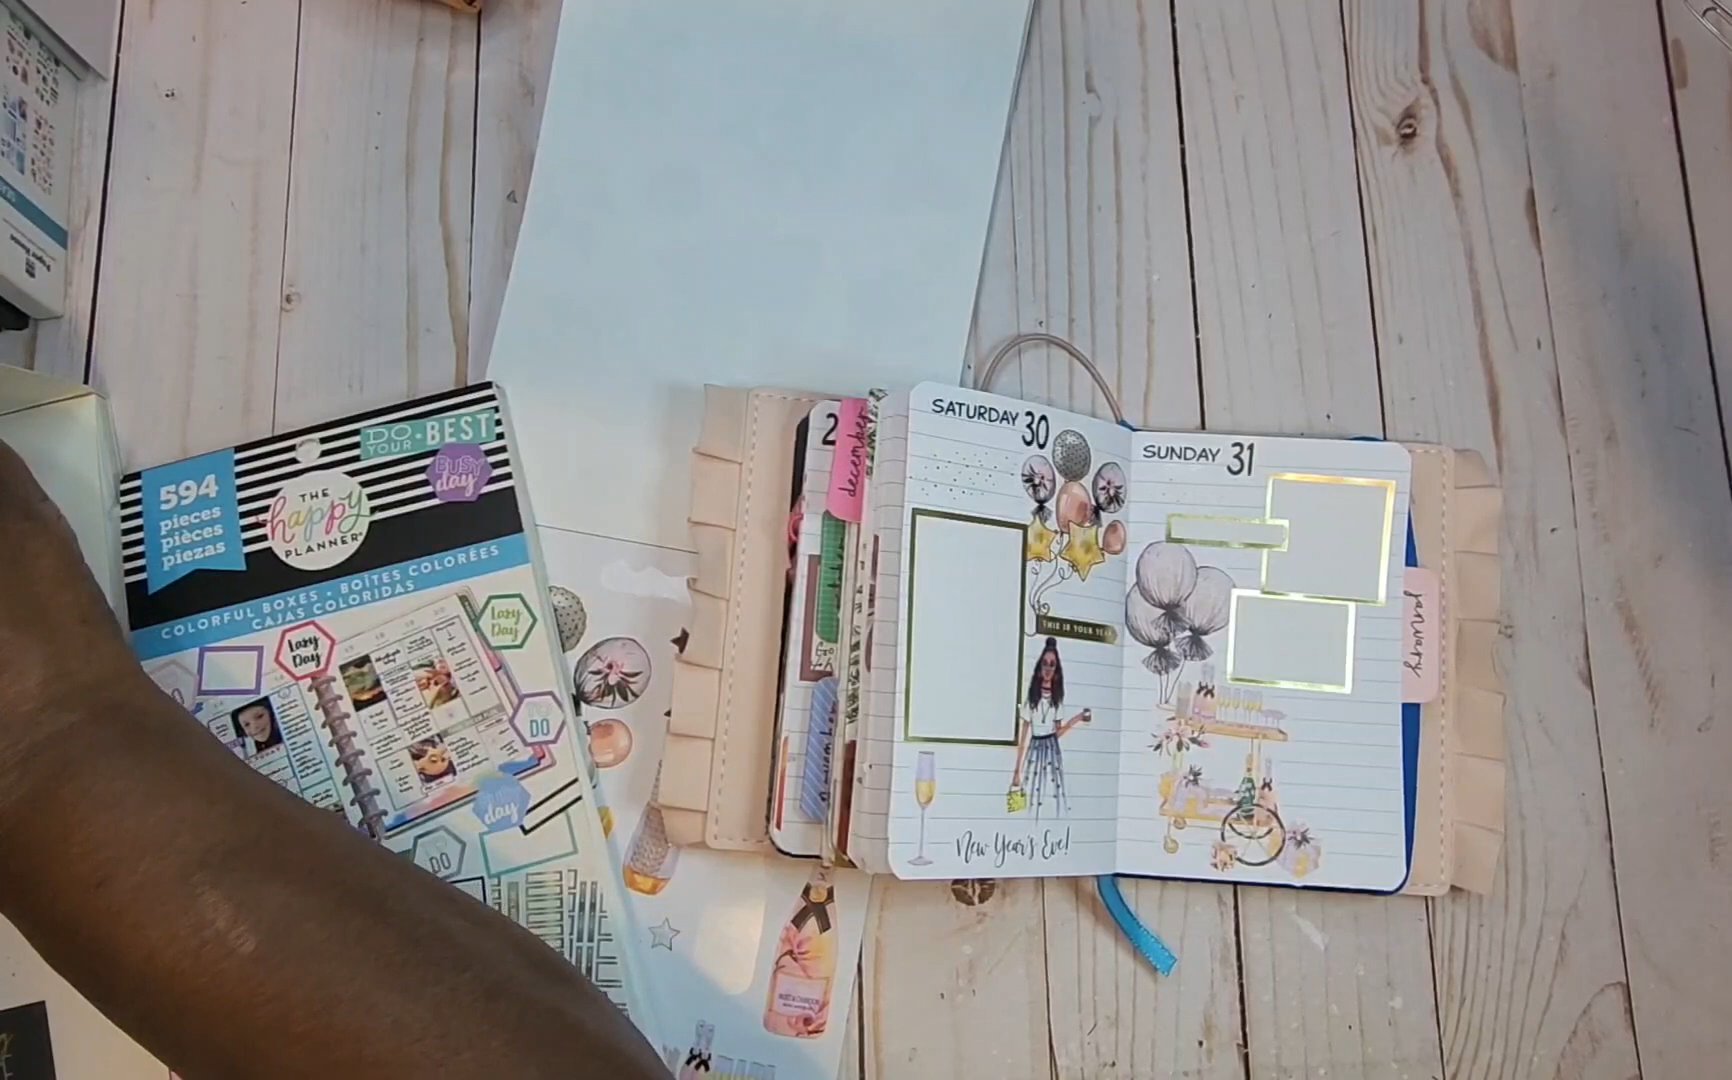 DO YOUR · BEST
BUSY day
594
pieces
pièces
piezas
THE
happy
PLANNER®
COLORFUL BOXES · BOÎTES COLORÉES
CAJAS COLORIDAS
Lazy Day
Lazy Day
DO
day
DO
2
december
SATURDAY 30
THIS IS YOUR YEAR
New Year's Eve!
SUNDAY 31
january